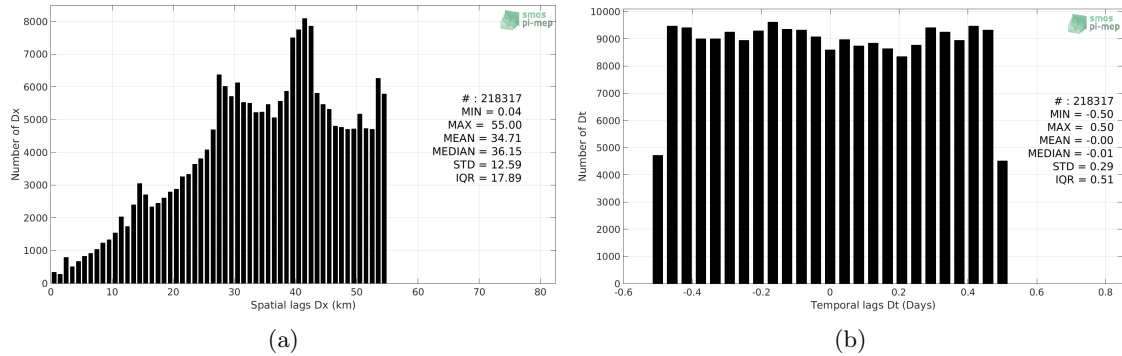 smos
pi-mep
8000
7000
6000
5000
4000
3000
2000
1000
0
Number of Dx
# : 218317
MIN = 0.04
MAX = 55.00
MEAN = 34.71
MEDIAN = 36.15
STD = 12.59
IQR = 17.89
0 10 20 30 40 50 60 70 80
Spatial lags Dx (km)
(a)
smos
pi-mep
10000
9000
8000
7000
6000
5000
4000
3000
2000
1000
0
Number of Dt
# : 218317
MIN = -0.50
MAX = 0.50
MEAN = -0.00
MEDIAN = -0.01
STD = 0.29
IQR = 0.51
-0.6 -0.4 -0.2 0 0.2 0.4 0.6 0.8
Temporal lags Dt (Days)
(b)